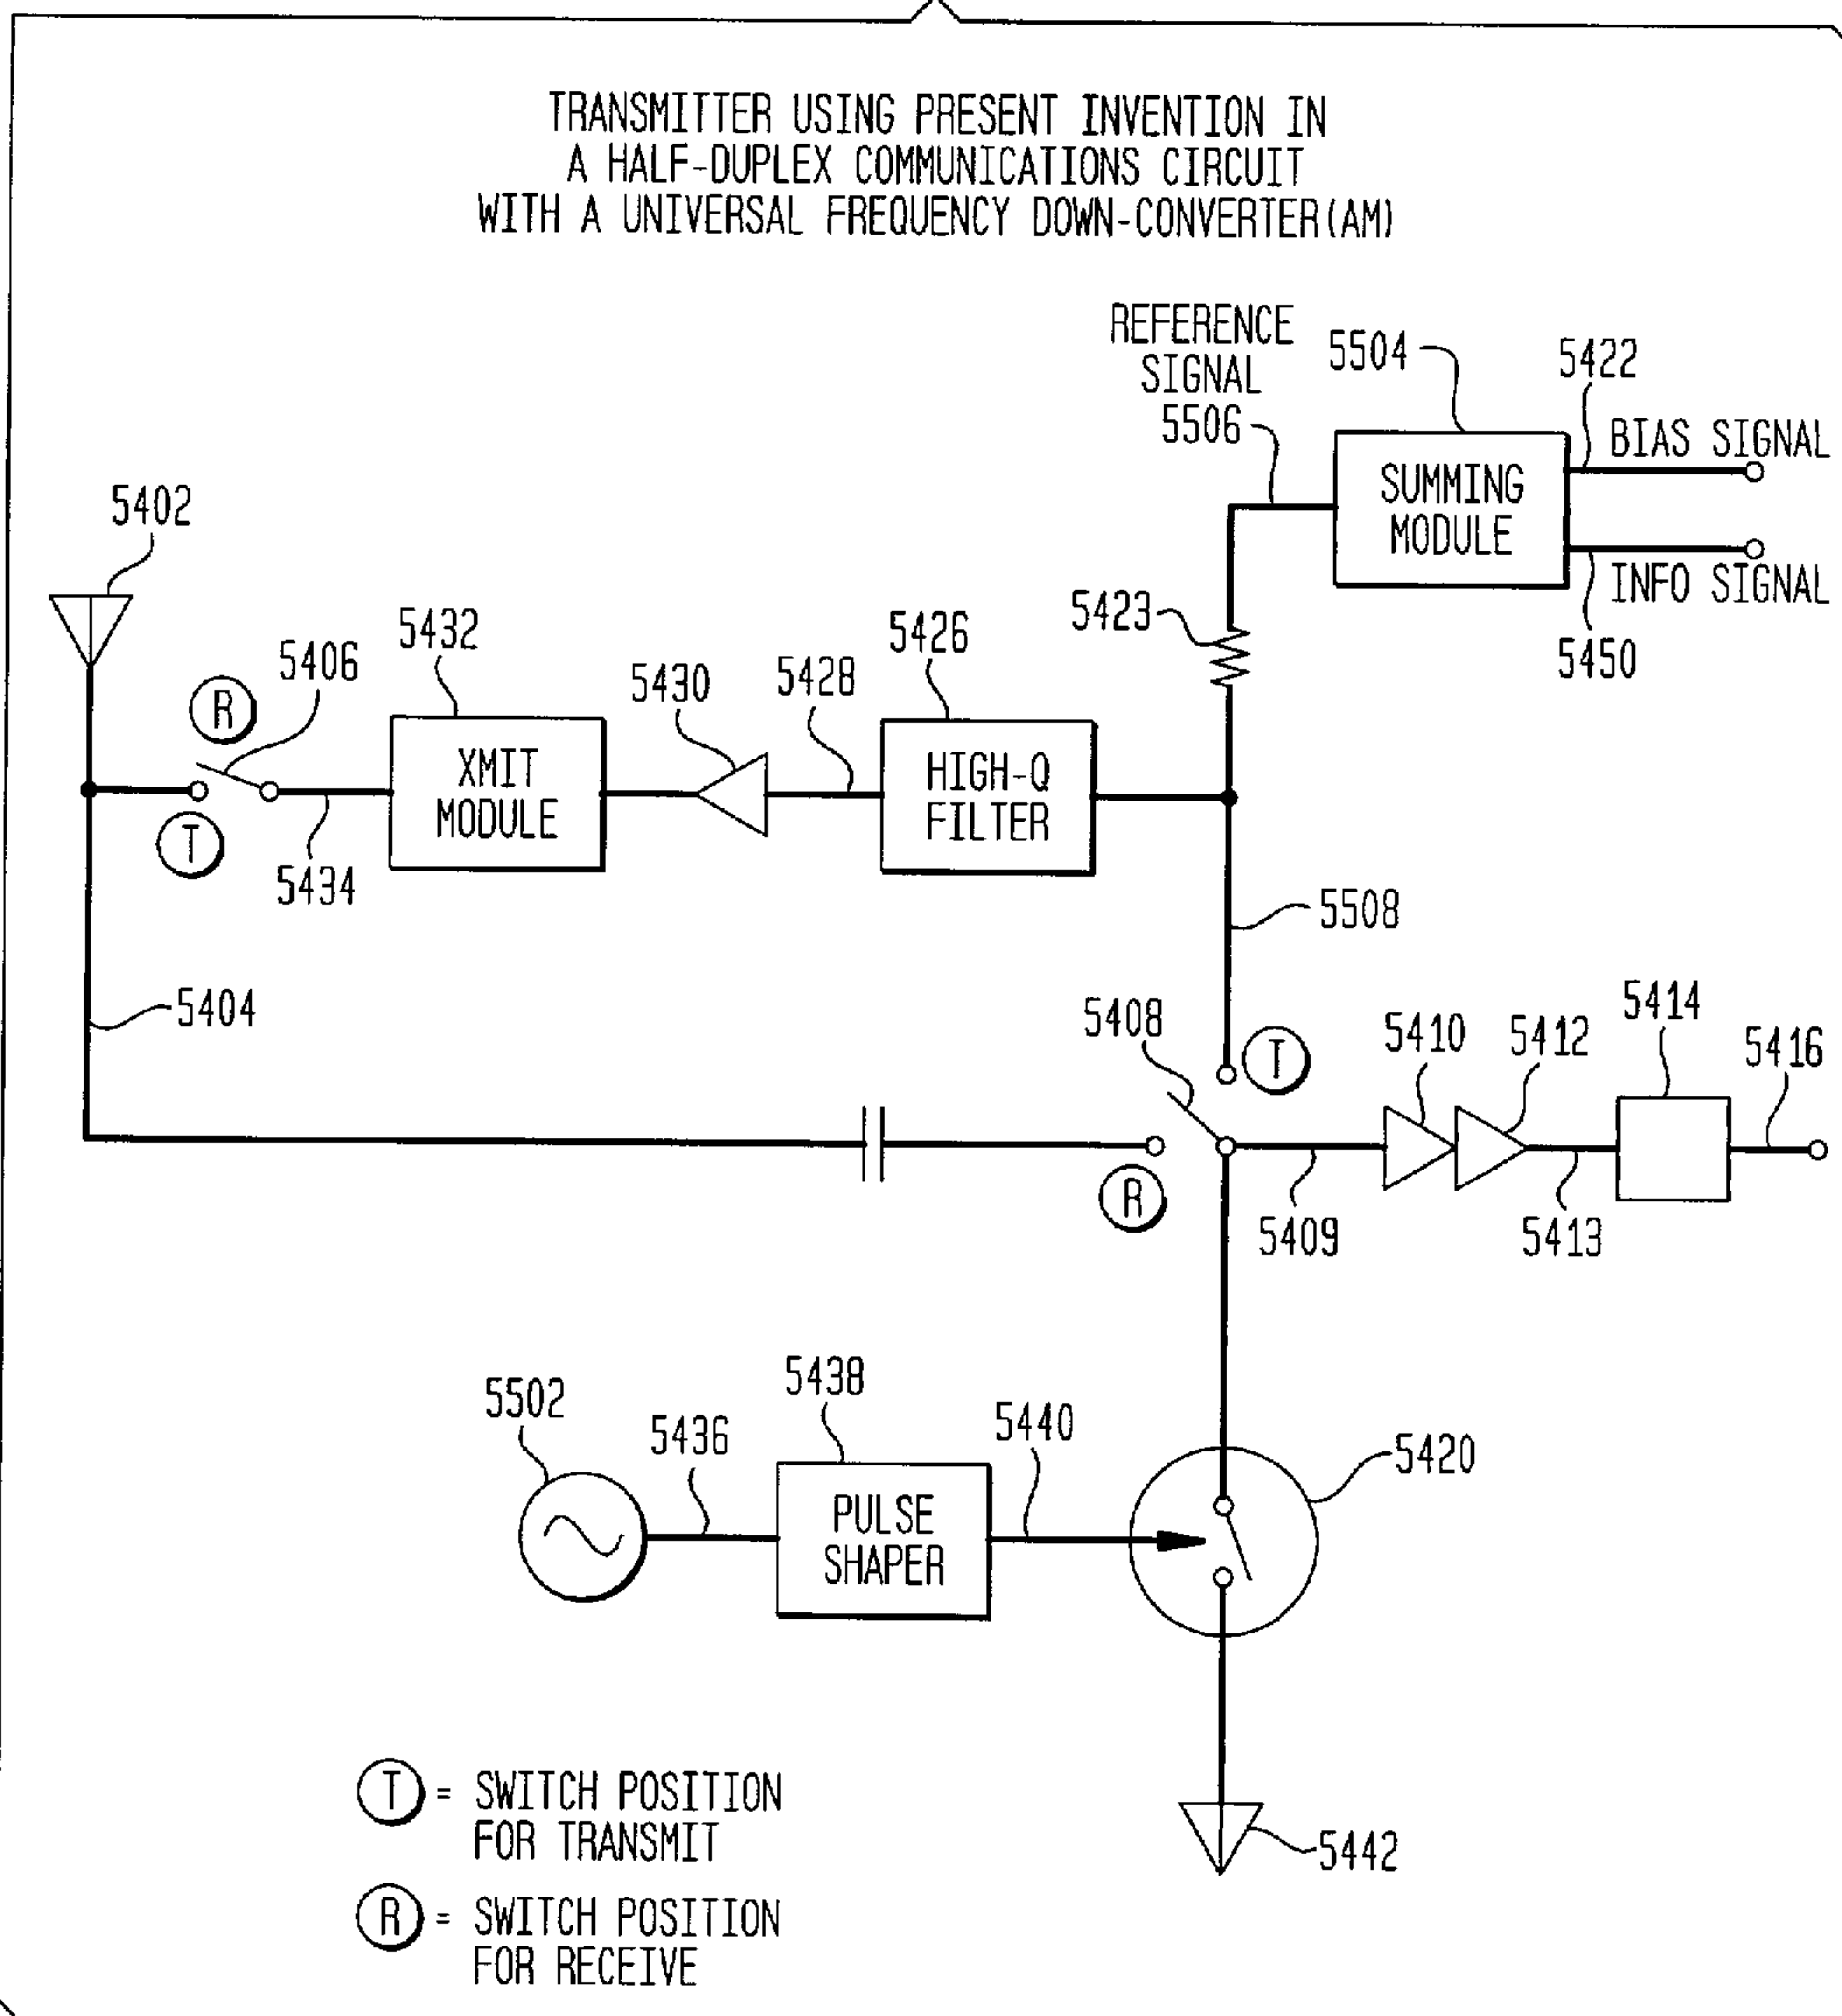 TRANSMITTER USING PRESENT INVENTION IN
A HALF-DUPLEX COMMUNICATIONS CIRCUIT
WITH A UNIVERSAL FREQUENCY DOWN-CONVERTER(AM)
REFERENCE
SIGNAL
5506
5504
5422
BIAS SIGNAL
SUMMING
MODULE
INFO SIGNAL
5450
5402
5423
5432
5426
5406
5430
5428
R
XMIT
MODULE
HIGH-Q
FILTER
T
5434
5508
5404
5408
T
5410
5412
5414
5416
R
5409
5413
5502
5436
5438
5440
5420
PULSE
SHAPER
T = SWITCH POSITION
FOR TRANSMIT
5442
R = SWITCH POSITION
FOR RECEIVE